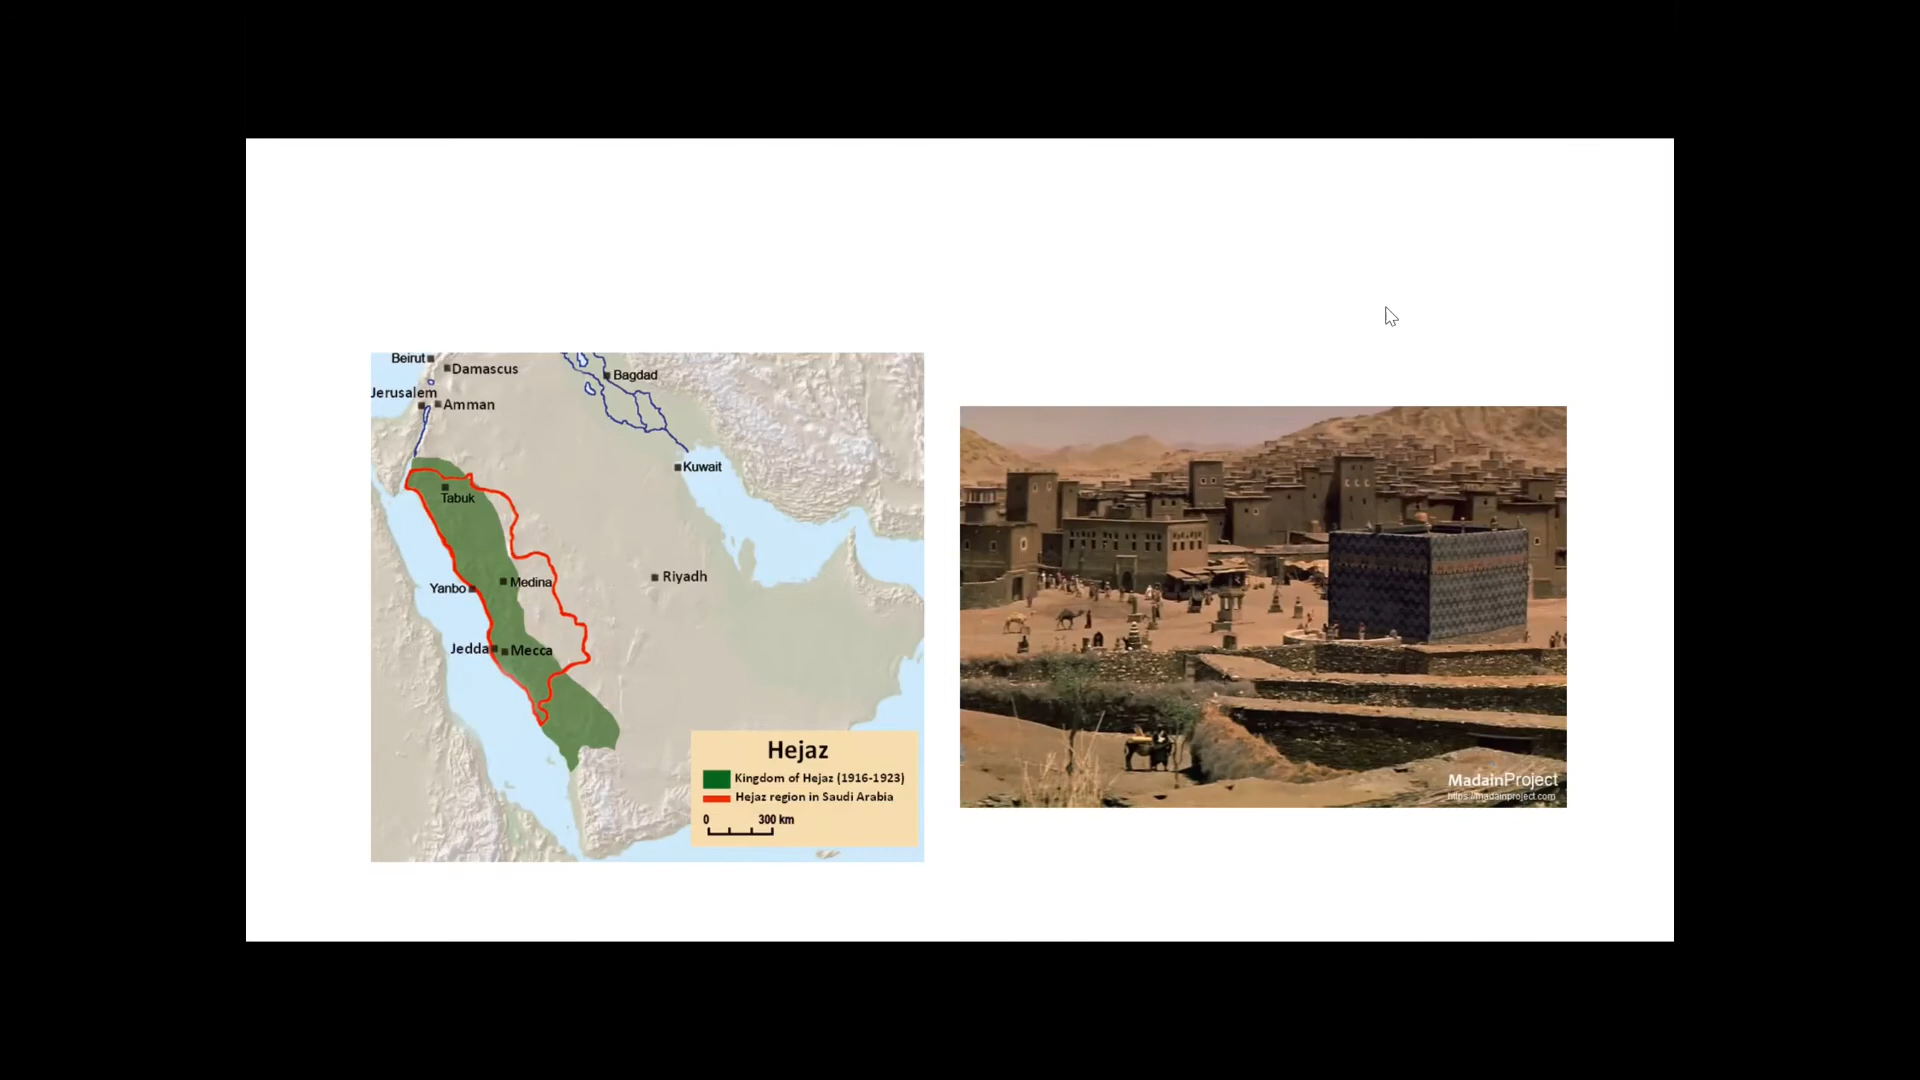 Beirut
Damascus
Bagdad
Jerusalem
Amman
Kuwait
Tabuk
Riyadh
Medina
Yanbo
Jedda
Mecca
Hejaz
Kingdom of Hejaz (1916-1923)
Hejaz region in Saudi Arabia
0 300 km
MadainProject
https://madainproject.com